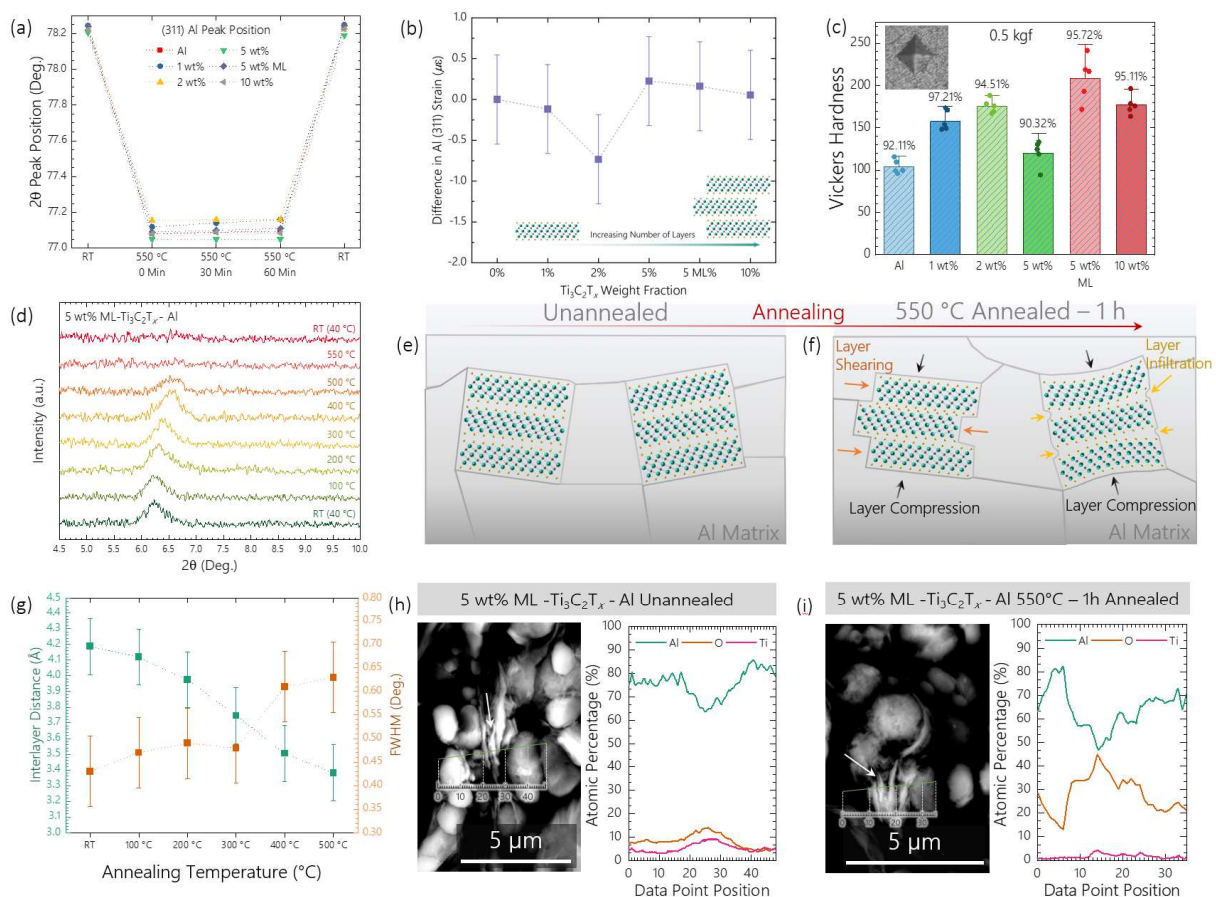 (a)
(311) Al Peak Position
Al
1 wt%
2 wt%
5 wt%
5 wt% ML
10 wt%
2θ Peak Position (Deg.)
78.2
78.0
77.8
77.6
77.4
77.2
77.0
RT
550 °C
0 Min
550 °C
30 Min
550 °C
60 Min
RT
(b)
Difference in Al (311) Strain (με)
1.0
0.5
0.0
-0.5
-1.0
-1.5
-2.0
Increasing Number of Layers
0%
1%
2%
5%
5 ML%
10%
Ti₃C₂Tₓ Weight Fraction
(c)
0.5 kgf
Vickers Hardness
250
200
150
100
50
0
92.11%
97.21%
94.51%
90.32%
95.72%
95.11%
Al
1 wt%
2 wt%
5 wt%
5 wt%
ML
10 wt%
(d)
5 wt% ML-Ti₃C₂Tₓ- Al
Intensity (a.u.)
RT (40 °C)
550 °C
500 °C
400 °C
300 °C
200 °C
100 °C
RT (40 °C)
4.5
5.0
5.5
6.0
6.5
7.0
7.5
8.0
8.5
9.0
9.5
10.0
2θ (Deg.)
Unannealed
Annealing
550 °C Annealed – 1 h
(e)
Al Matrix
(f)
Layer
Shearing
Layer
Infiltration
Layer Compression
Layer Compression
Al Matrix
(g)
Interlayer Distance (Å)
4.5
4.4
4.3
4.2
4.1
4.0
3.9
3.8
3.7
3.6
3.5
3.4
3.3
3.2
3.1
3.0
FWHM (Deg.)
0.80
0.75
0.70
0.65
0.60
0.55
0.50
0.45
0.40
0.35
0.30
RT
100 °C
200 °C
300 °C
400 °C
500 °C
Annealing Temperature (°C)
(h)
5 wt% ML -Ti₃C₂Tₓ - Al Unannealed
0
10
20
30
40
5 μm
Al
O
Ti
Atomic Percentage (%)
100
90
80
70
60
50
40
30
20
10
0
0
10
20
30
40
Data Point Position
(i)
5 wt% ML -Ti₃C₂Tₓ - Al 550°C – 1h Annealed
0
10
20
30
5 μm
Al
O
Ti
Atomic Percentage (%)
100
90
80
70
60
50
40
30
20
10
0
0
10
20
30
Data Point Position